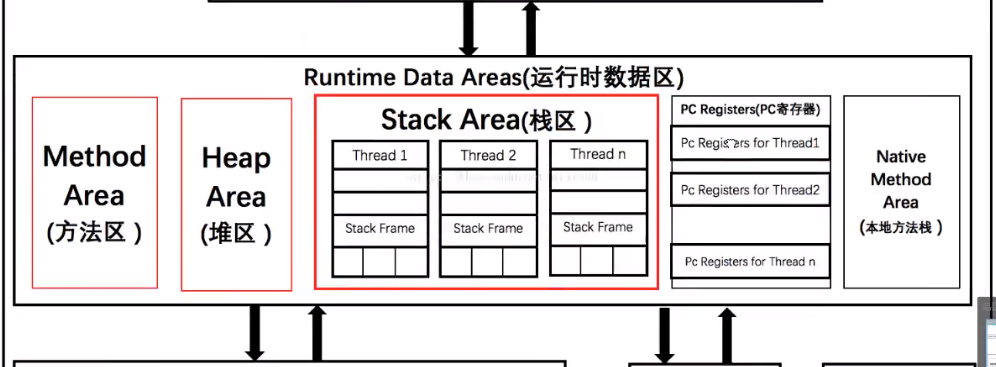 Runtime Data Areas(运行时数据区)
Method
Area
(方法区 )
Heap
Area
(堆区 )
Stack Area(栈区 )
Thread 1
Thread 2
Thread n
Stack Frame
Stack Frame
Stack Frame
PC Registers(PC寄存器)
Pc Registers for Thread1
Pc Registers for Thread2
Pc Registers for Thread n
Native
Method
Area
(本地方法栈 )